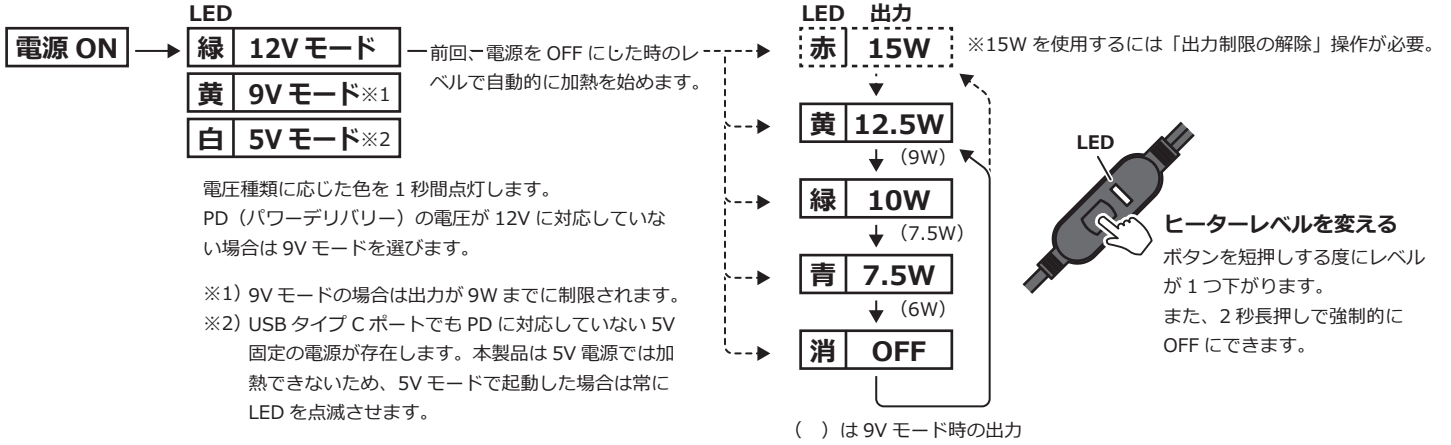 LED
電源 ON
緑 12V モード
黄 9V モード※1
白 5V モード※2
前回、電源を OFF にした時のレ
ベルで自動的に加熱を始めます。
電圧種類に応じた色を 1 秒間点灯します。
PD（パワーデリバリー）の電圧が 12V に対応していな
い場合は 9V モードを選びます。
※1) 9V モードの場合は出力が 9W までに制限されます。
※2) USB タイプ C ポートでも PD に対応していない 5V
固定の電源が存在します。本製品は 5V 電源では加
熱できないため、5V モードで起動した場合は常に
LED を点滅させます。
LED 出力
赤 15W
※15W を使用するには「出力制限の解除」操作が必要。
黄 12.5W
（9W）
緑 10W
（7.5W）
青 7.5W
（6W）
消 OFF
（　）は 9V モード時の出力
LED
ヒーターレベルを変える
ボタンを短押しする度にレベル
が 1 つ下がります。
また、2 秒長押しで強制的に
OFF にできます。